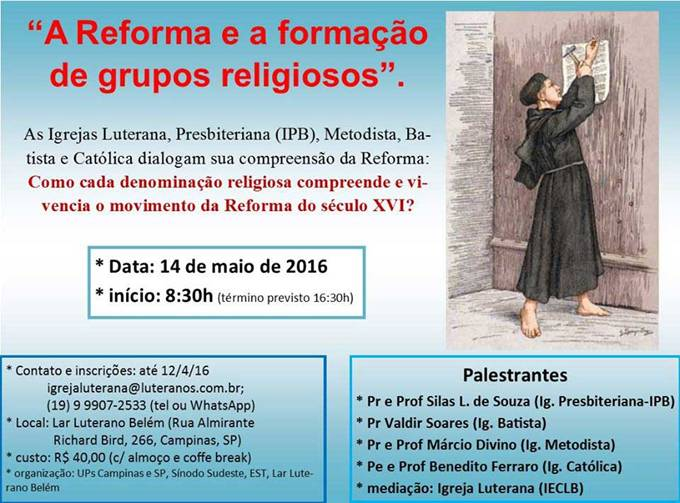 “A Reforma e a formação
de grupos religiosos”.
As Igrejas Luterana, Presbiteriana (IPB), Metodista, Ba-
tista e Católica dialogam sua compreensão da Reforma:
Como cada denominação religiosa compreende e vi-
vencia o movimento da Reforma do século XVI?
* Data: 14 de maio de 2016
* início: 8:30h (término previsto 16:30h)
* Contato e inscrições: até 12/4/16
igrejaluterana@luteranos.com.br;
(19) 9 9907-2533 (tel ou WhatsApp)
* Local: Lar Luterano Belém (Rua Almirante
Richard Bird, 266, Campinas, SP)
* custo: R$ 40,00 (c/ almoço e coffe break)
* organização: UPs Campinas e SP, Sínodo Sudeste, EST, Lar Lute-
rano Belém
Palestrantes
* Pr e Prof Silas L. de Souza (Ig. Presbiteriana-IPB)
* Pr Valdir Soares (Ig. Batista)
* Pr e Prof Márcio Divino (Ig. Metodista)
* Pe e Prof Benedito Ferraro (Ig. Católica)
* mediação: Igreja Luterana (IECLB)